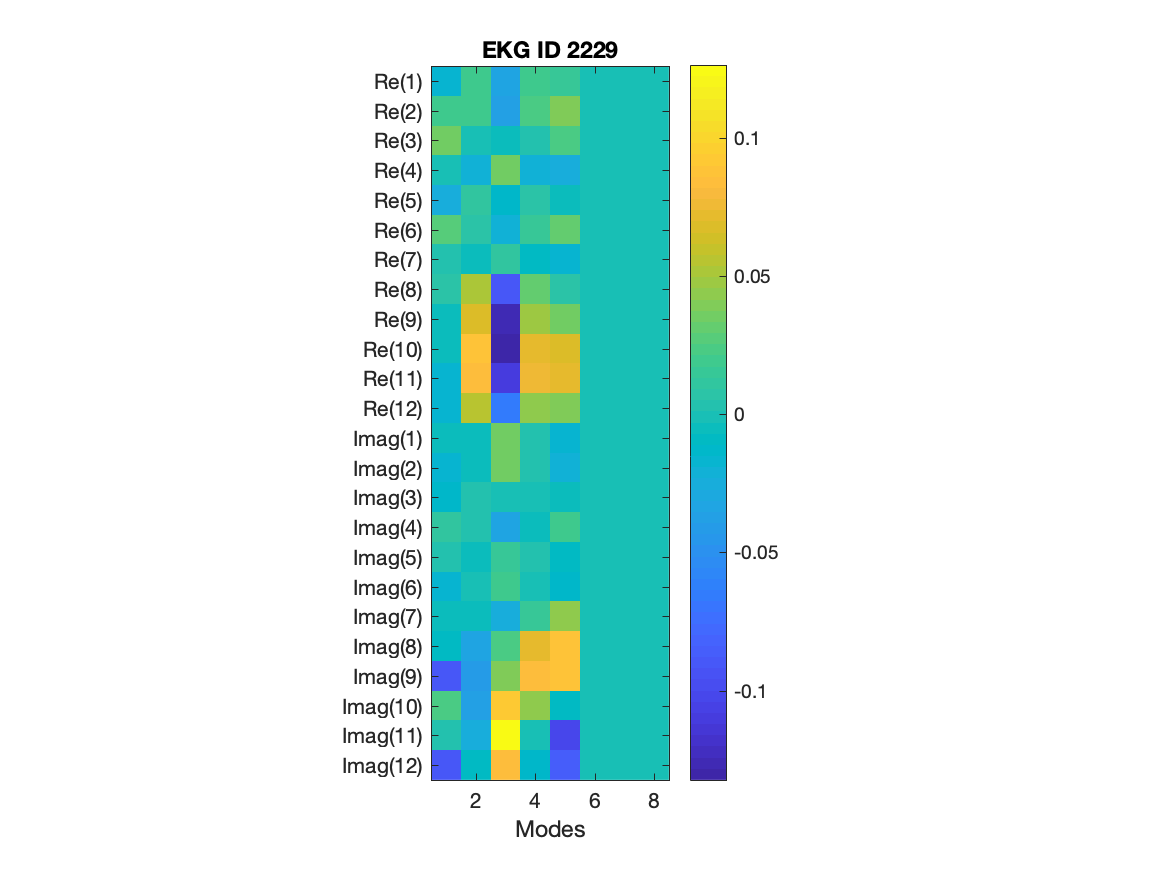 EKG ID 2229
Re(1)
Re(2)
Re(3)
Re(4)
Re(5)
Re(6)
Re(7)
Re(8)
Re(9)
Re(10)
Re(11)
Re(12)
Imag(1)
Imag(2)
Imag(3)
Imag(4)
Imag(5)
Imag(6)
Imag(7)
Imag(8)
Imag(9)
Imag(10)
Imag(11)
Imag(12)
2 4 6 8
Modes
0.1
0.05
0
-0.05
-0.1